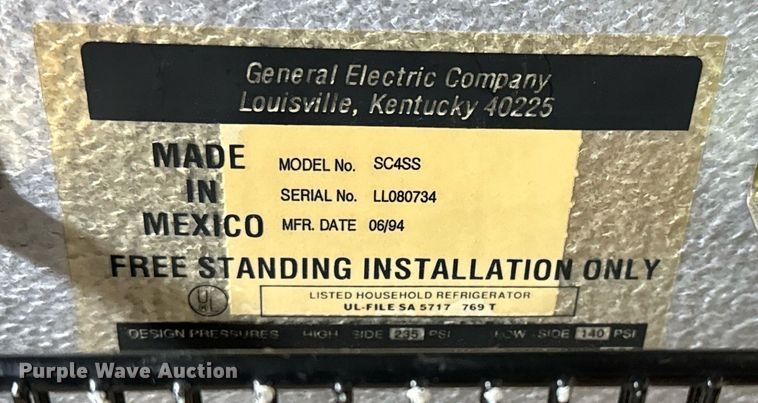 General Electric Company
Louisville, Kentucky 40225
MADE IN MEXICO
MODEL No. SC4SS
SERIAL No. LL080734
MFR. DATE 06/94
FREE STANDING INSTALLATION ONLY
UL
LISTED HOUSEHOLD REFRIGERATOR
UL-FILE SA 5717 769 T
DESIGN PRESSURES HIGH SIDE 235 PSI LOW SIDE 140 PSI
Purple Wave Auction